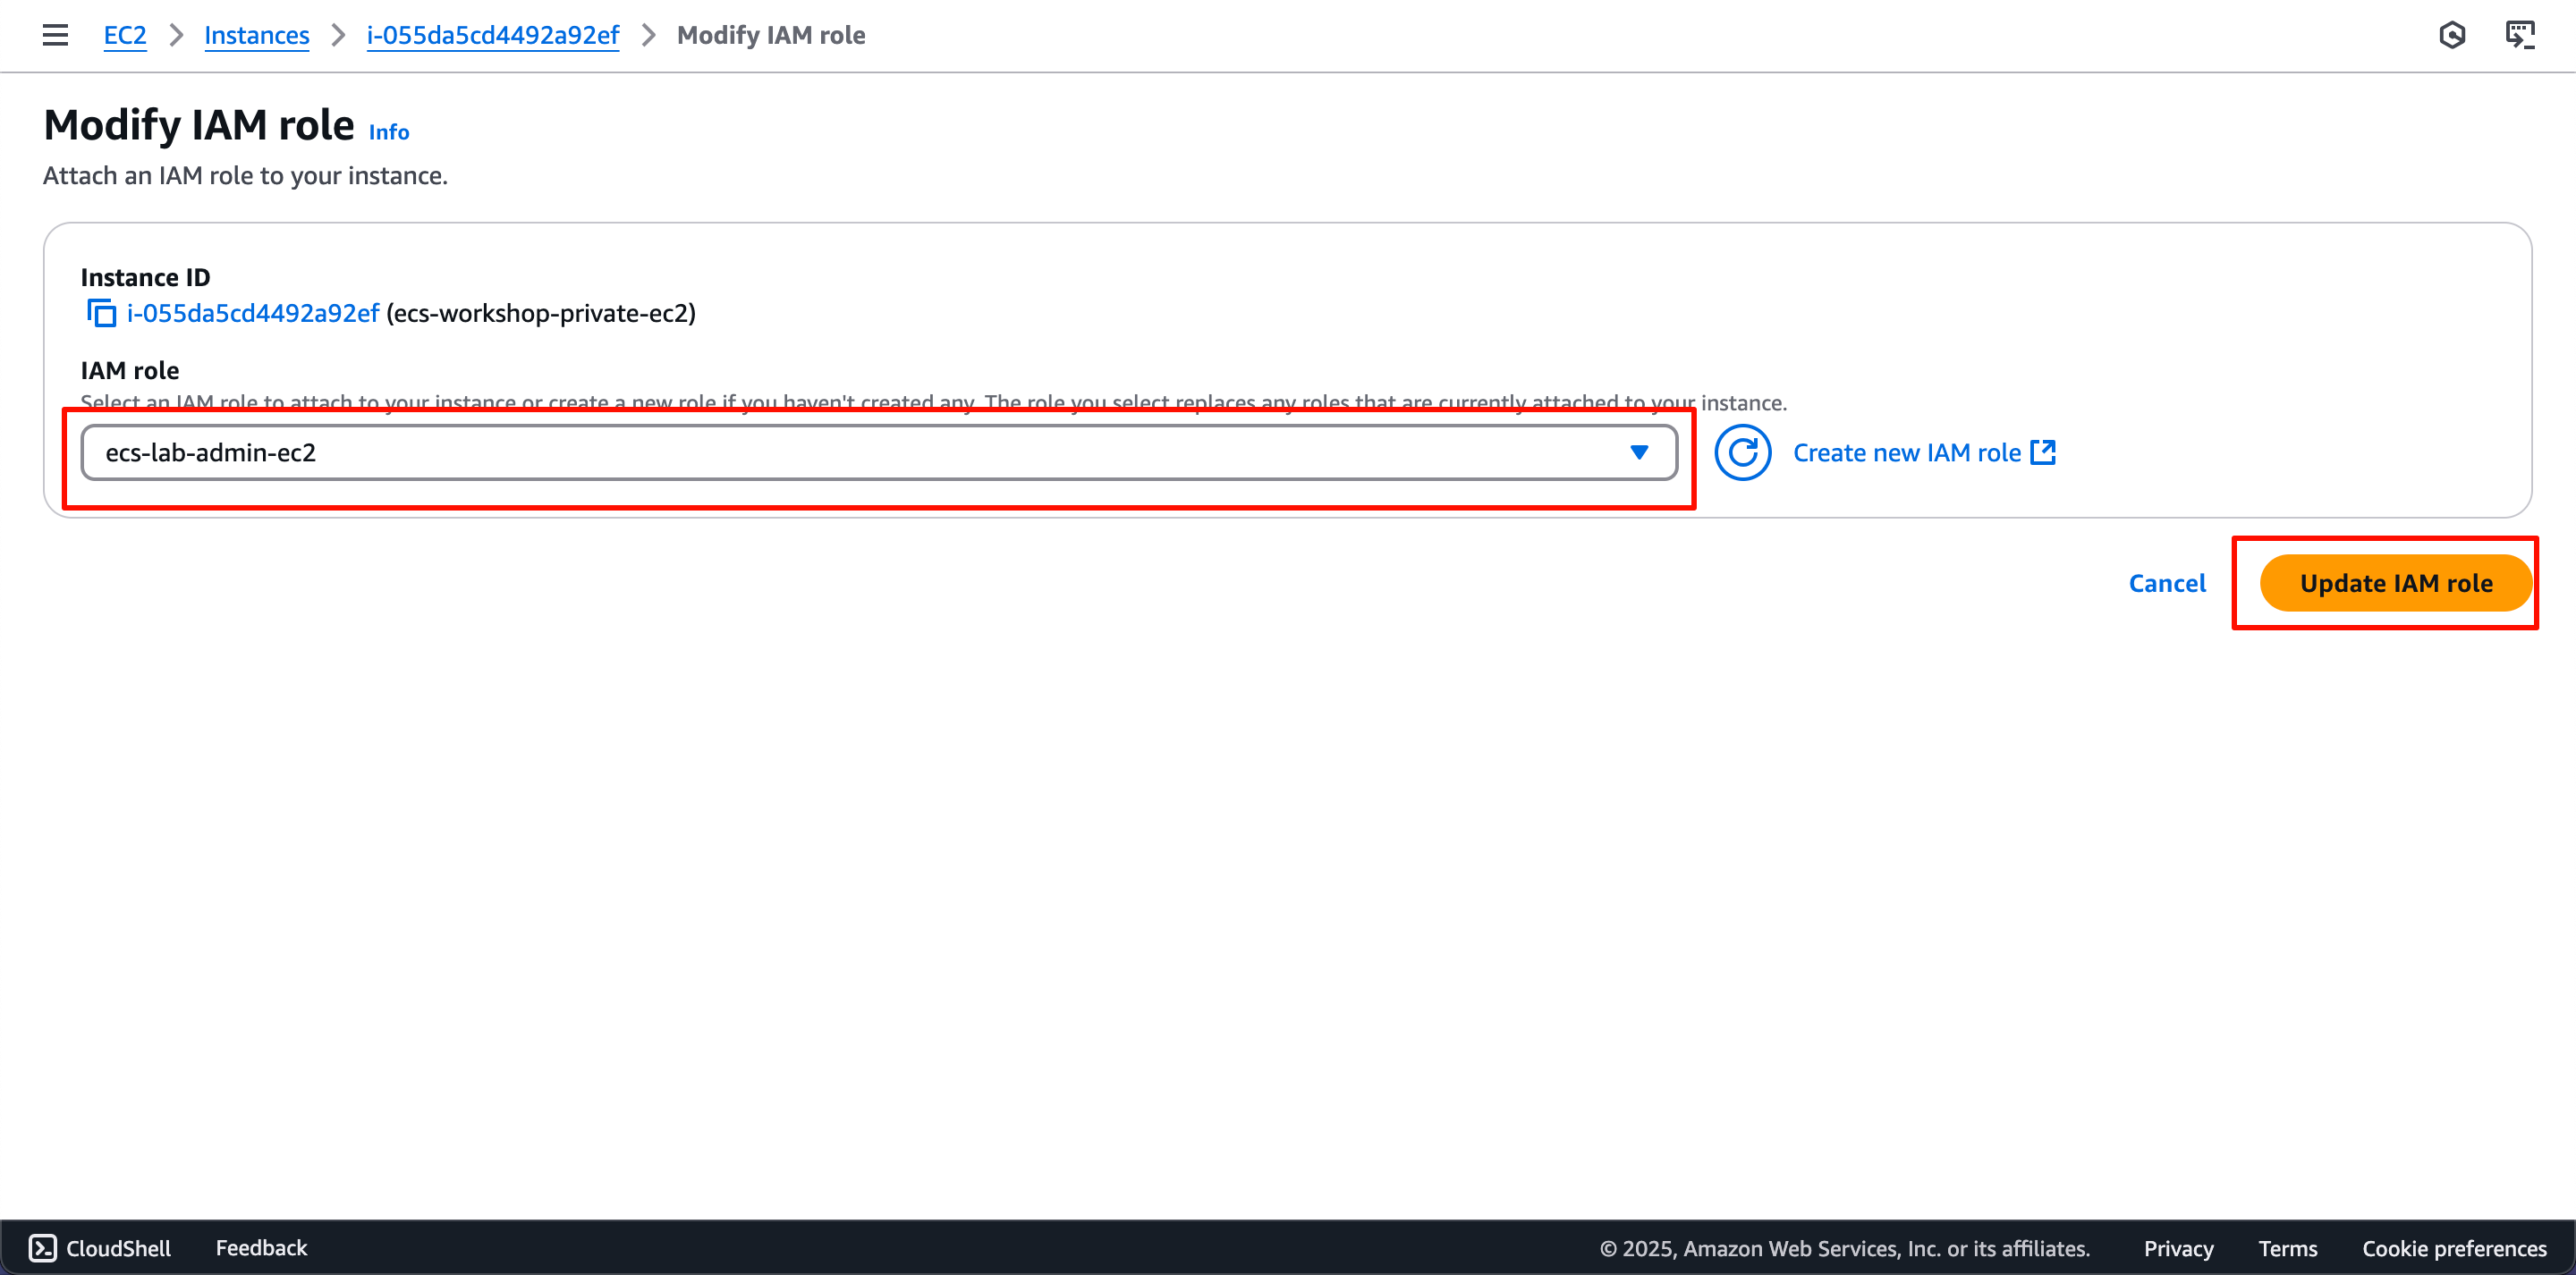 EC2 > Instances > i-055da5cd4492a92ef > Modify IAM role
Modify IAM role Info
Attach an IAM role to your instance.
Instance ID
i-055da5cd4492a92ef (ecs-workshop-private-ec2)
IAM role
Select an IAM role to attach to your instance or create a new role if you haven't created any. The role you select replaces any roles that are currently attached to your instance.
ecs-lab-admin-ec2
Create new IAM role
Cancel
Update IAM role
CloudShell Feedback © 2025, Amazon Web Services, Inc. or its affiliates. Privacy Terms Cookie preferences